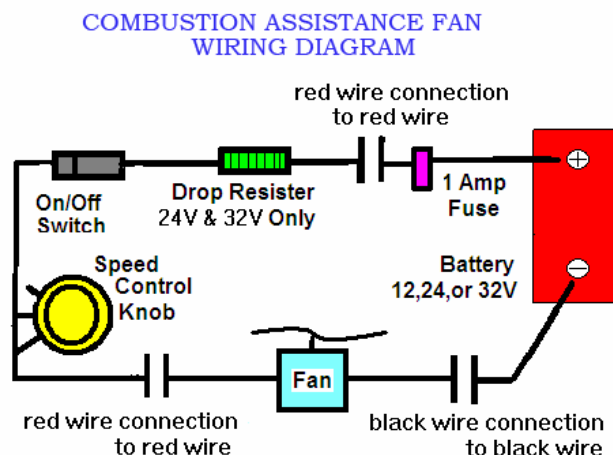 COMBUSTION ASSISTANCE FAN
WIRING DIAGRAM
red wire connection
to red wire
On/Off
Switch
Drop Resister
24V & 32V Only
1 Amp
Fuse
+
Speed
Control
Knob
Battery
12,24,or 32V
−
Fan
red wire connection
to red wire
black wire connection
to black wire